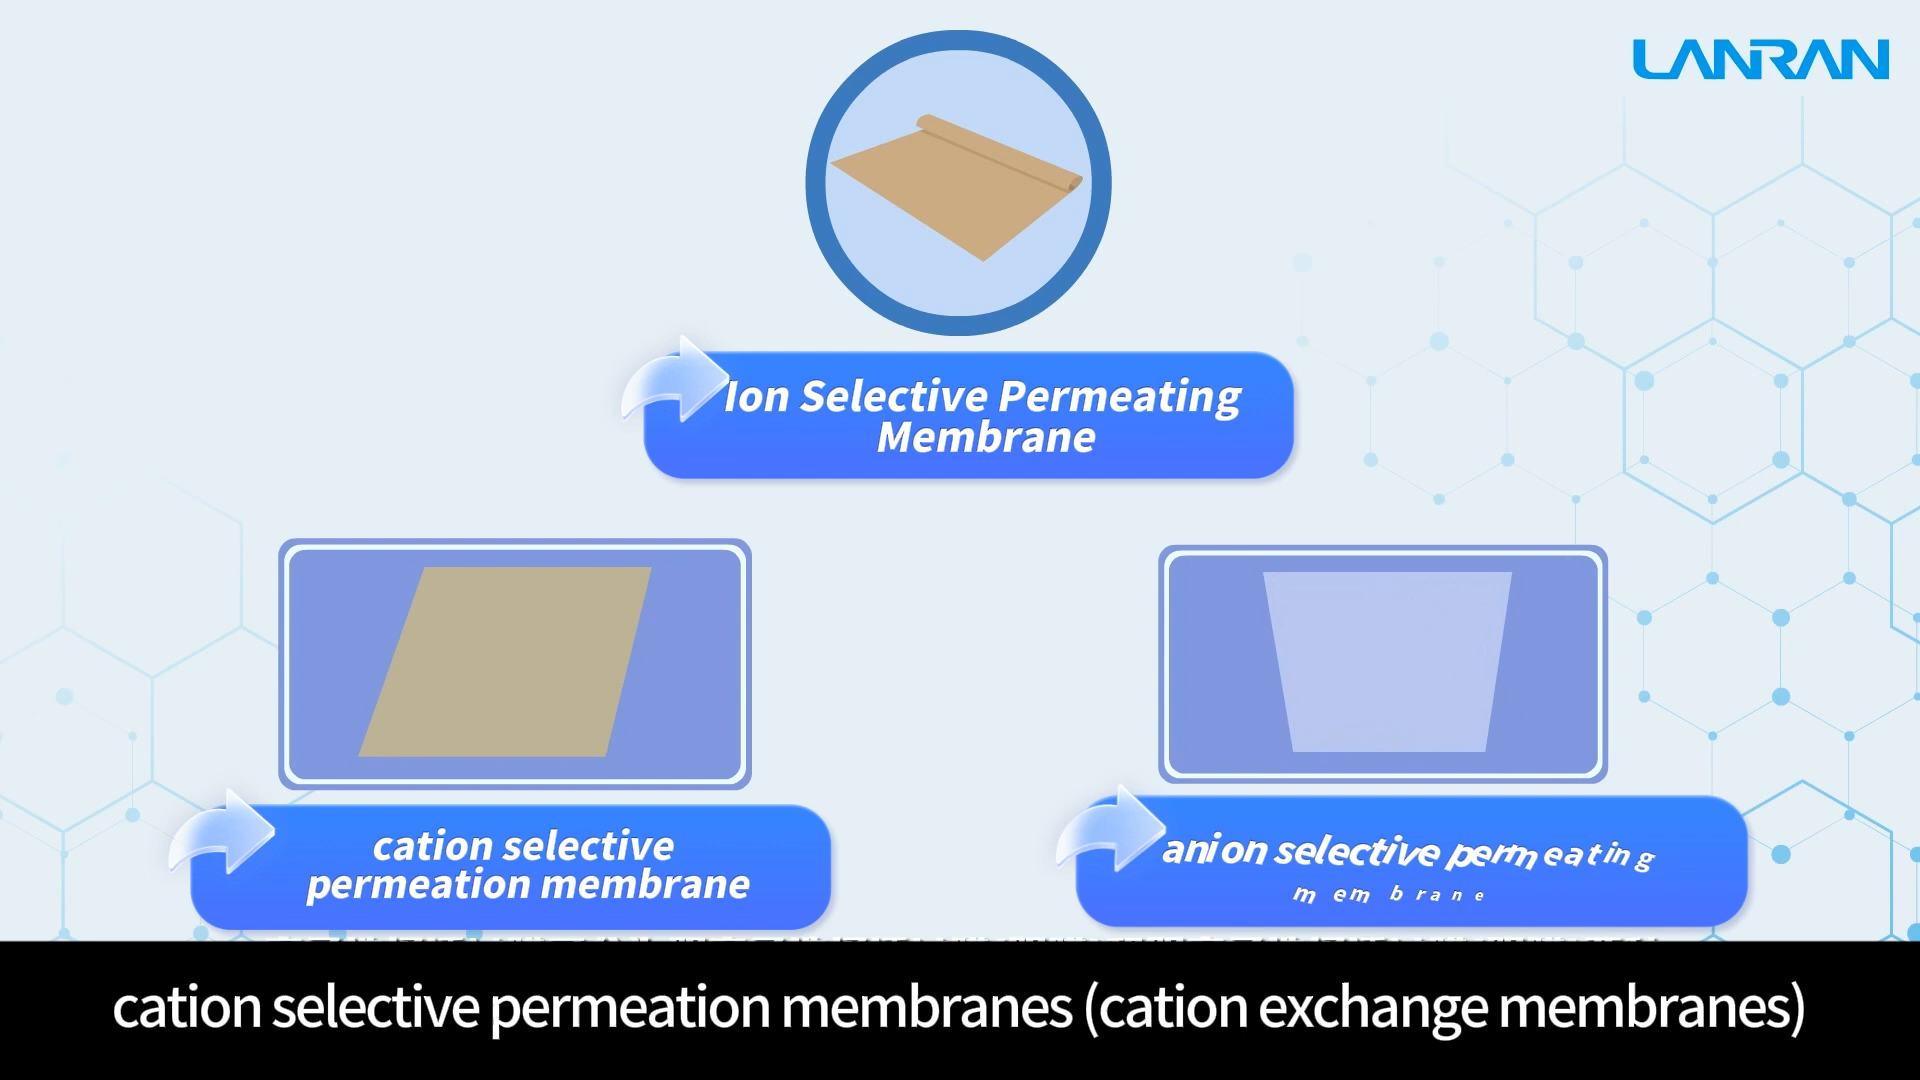 LANRAN
Ion Selective Permeating
Membrane
cation selective
permeation membrane
anion selective permeating
membrane
cation selective permeation membranes (cation exchange membranes)